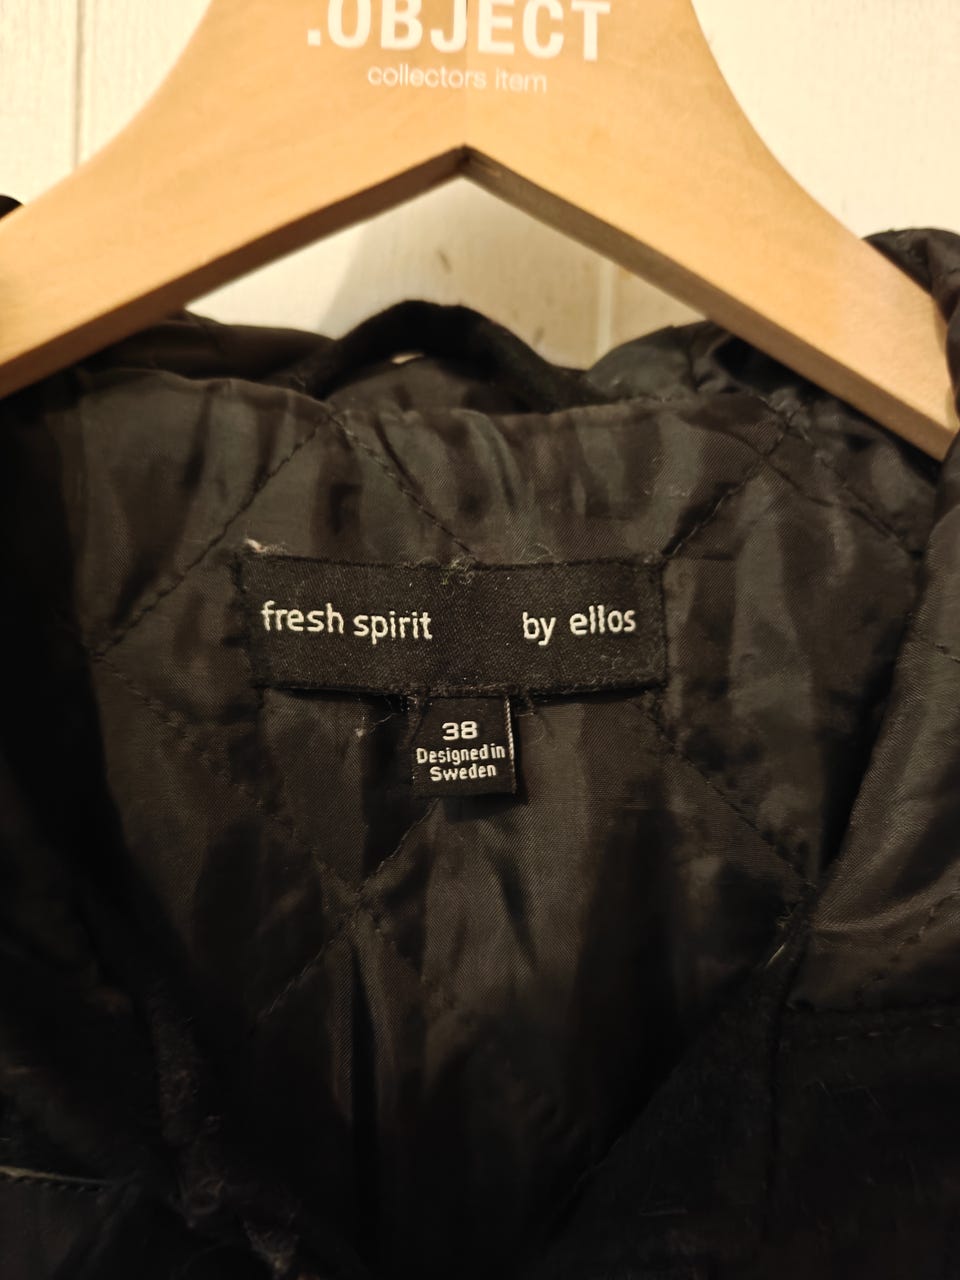 .OBJECT
collectors item
fresh spirit by ellos
38
Designed in
Sweden